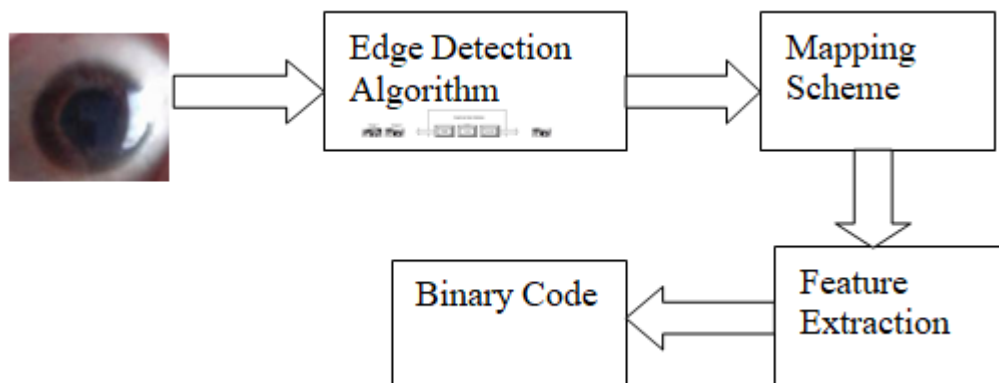 Edge Detection
Algorithm
Mapping
Scheme
Feature
Extraction
Binary Code